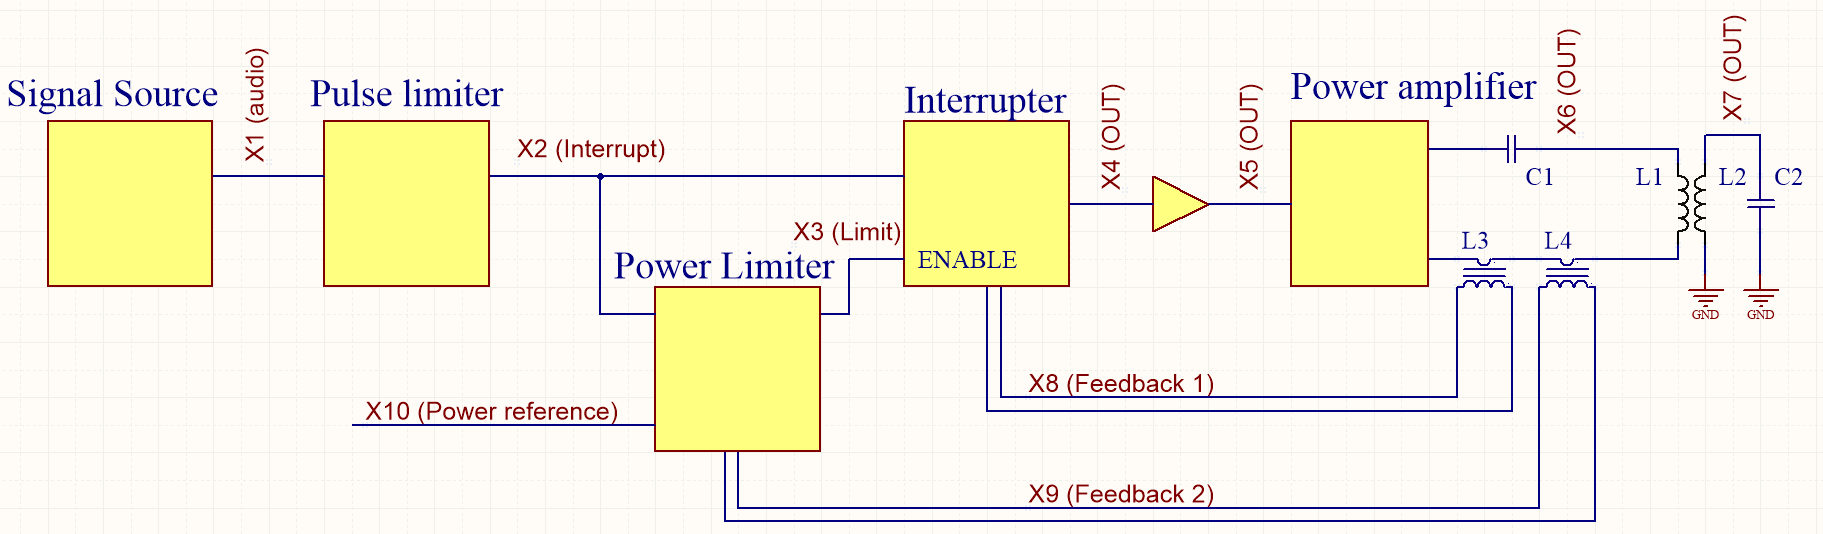 Signal Source
X1 (audio)
Pulse limiter
X2 (Interrupt)
Interrupter
X3 (Limit)
ENABLE
Power Limiter
X4 (OUT)
X5 (OUT)
Power amplifier
X6 (OUT)
X7 (OUT)
C1
L1
L2
C2
L3
L4
GND
GND
X8 (Feedback 1)
X10 (Power reference)
X9 (Feedback 2)